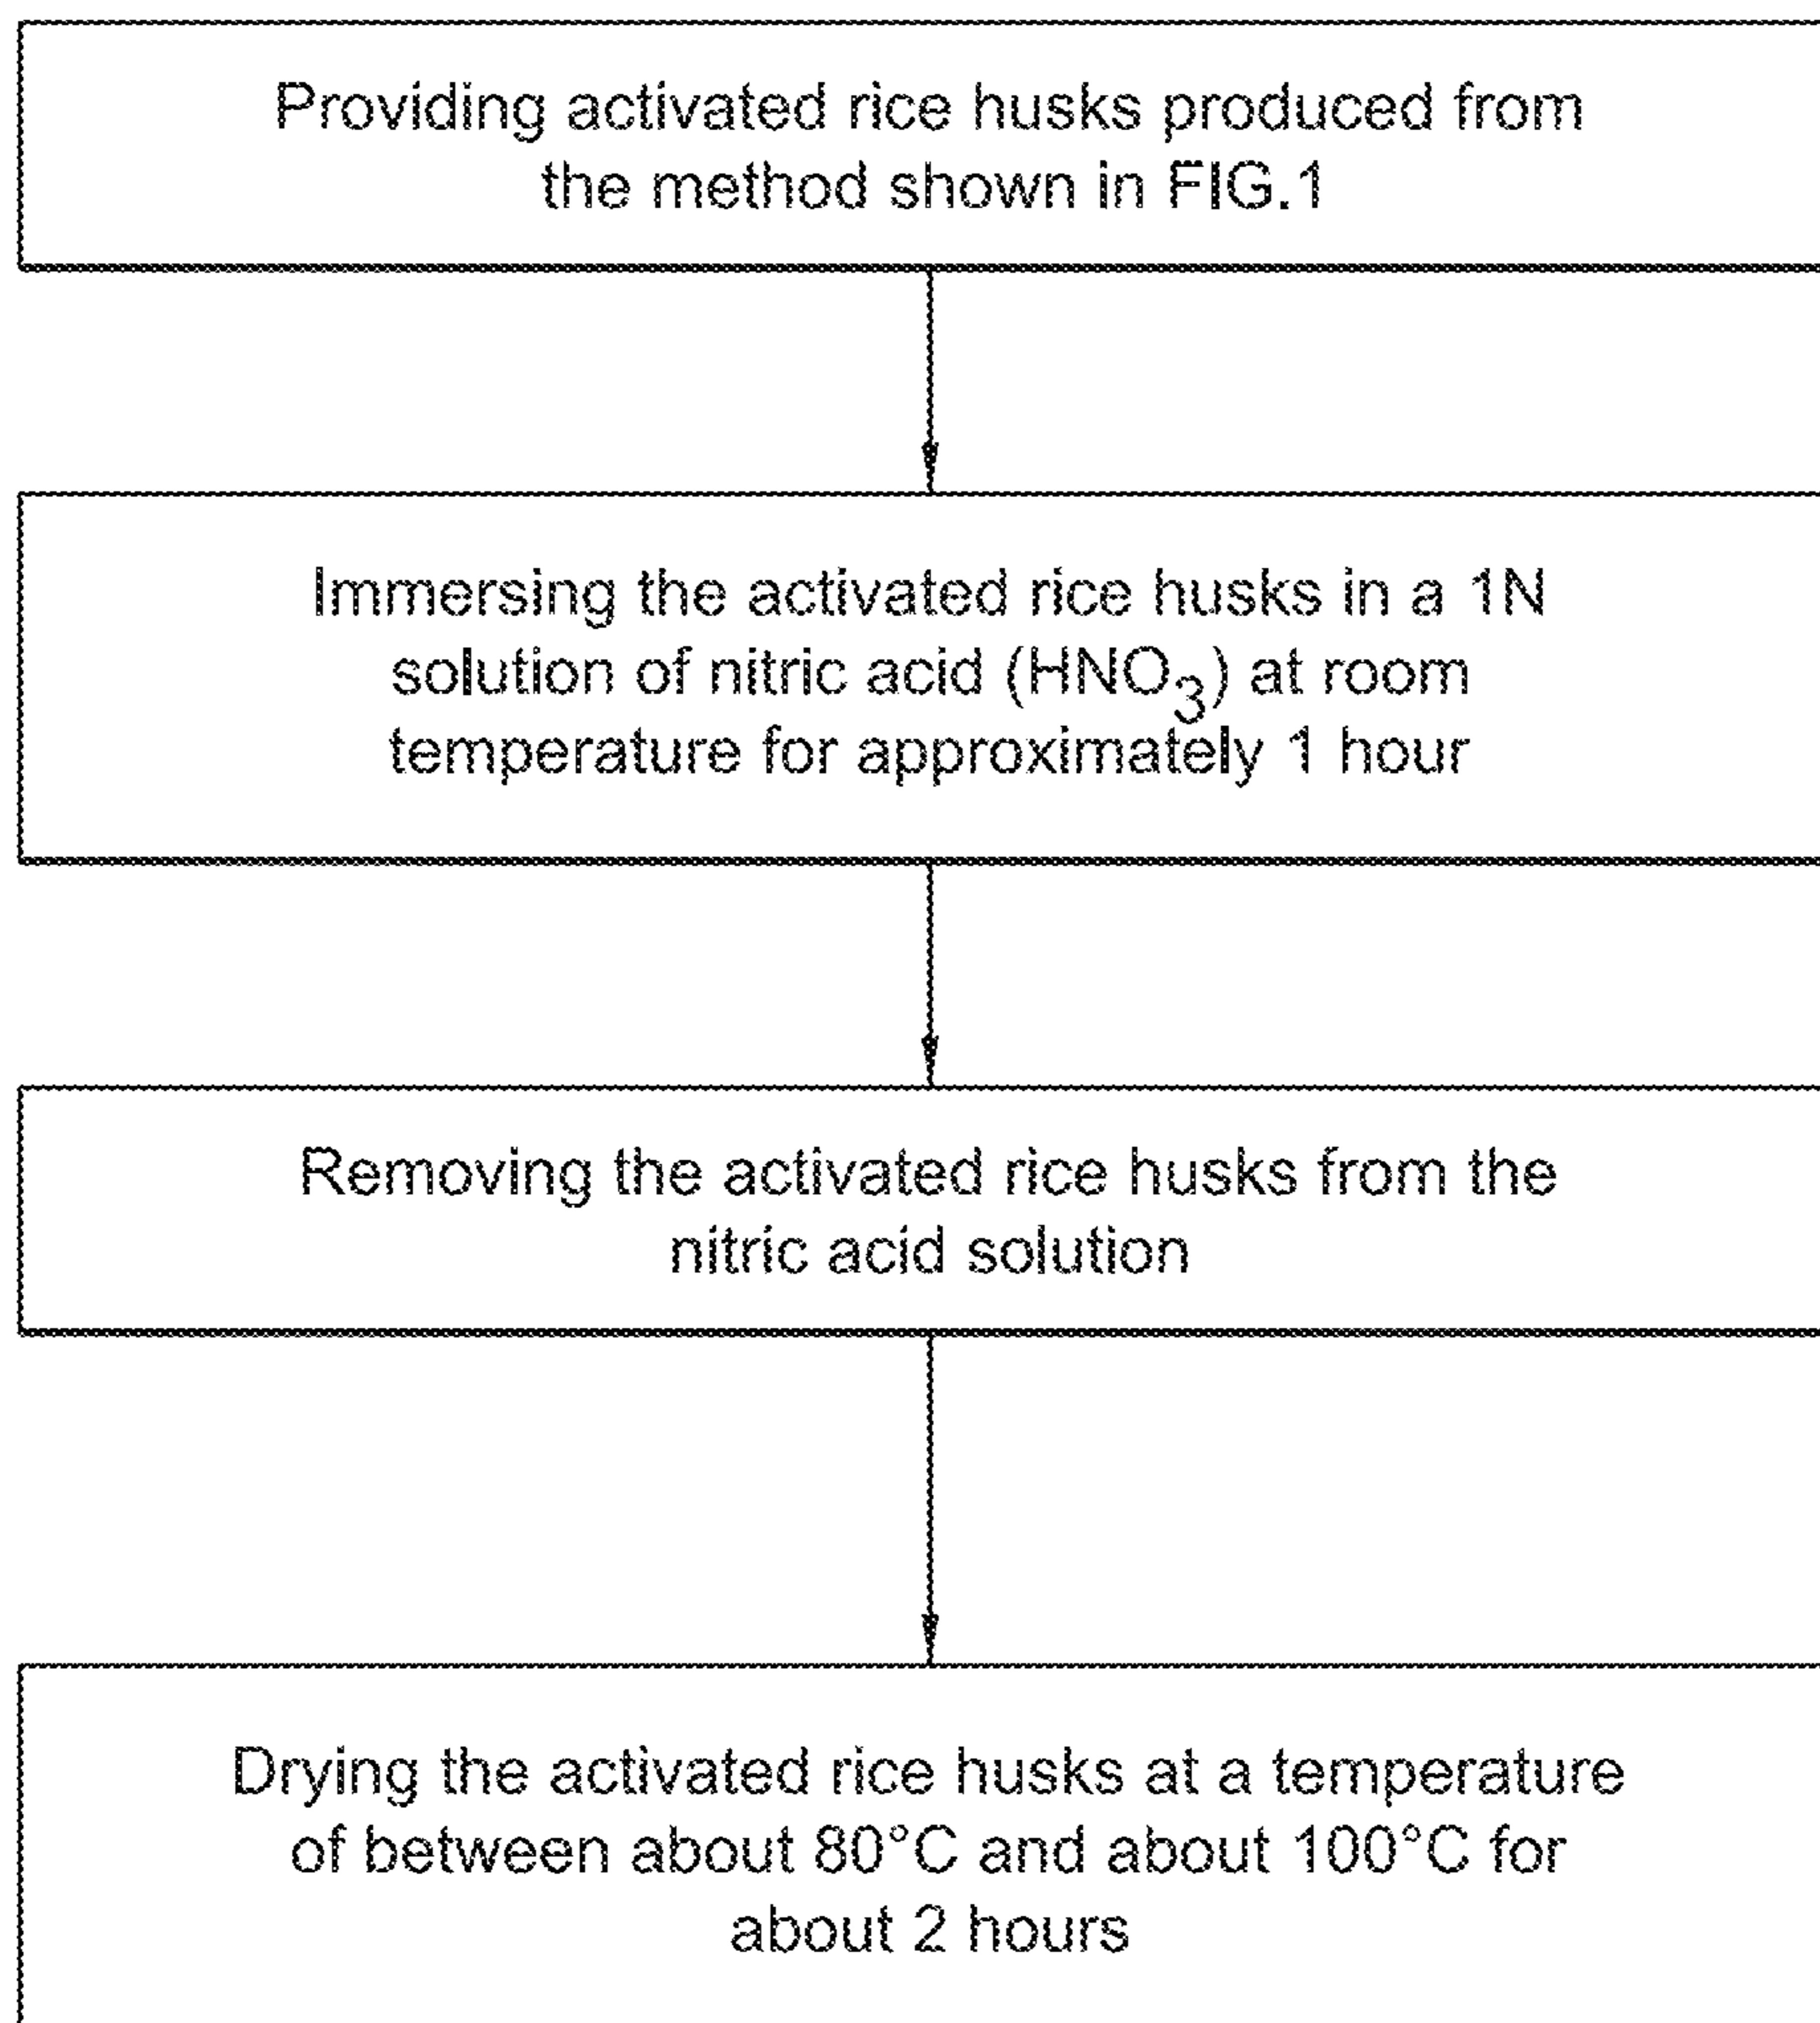 Providing activated rice husks produced from
the method shown in FIG.1
Immersing the activated rice husks in a 1N
solution of nitric acid (HNO₃) at room
temperature for approximately 1 hour
Removing the activated rice husks from the
nitric acid solution
Drying the activated rice husks at a temperature
of between about 80°C and about 100°C for
about 2 hours